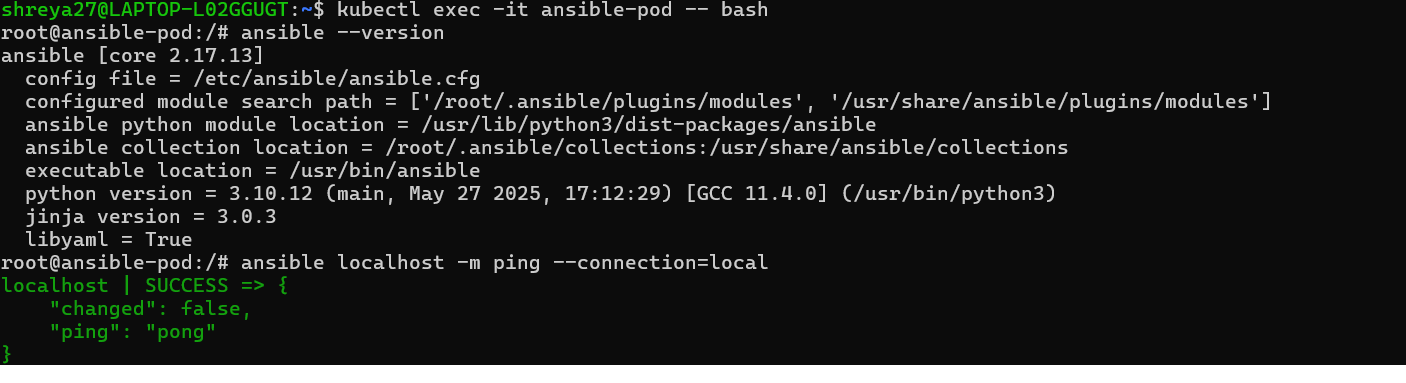 shreya27@LAPTOP-L02GGUGT:~$ kubectl exec -it ansible-pod -- bash
root@ansible-pod:/# ansible --version
ansible [core 2.17.13]
  config file = /etc/ansible/ansible.cfg
  configured module search path = ['/root/.ansible/plugins/modules', '/usr/share/ansible/plugins/modules']
  ansible python module location = /usr/lib/python3/dist-packages/ansible
  ansible collection location = /root/.ansible/collections:/usr/share/ansible/collections
  executable location = /usr/bin/ansible
  python version = 3.10.12 (main, May 27 2025, 17:12:29) [GCC 11.4.0] (/usr/bin/python3)
  jinja version = 3.0.3
  libyaml = True
root@ansible-pod:/# ansible localhost -m ping --connection=local
localhost | SUCCESS => {
    "changed": false,
    "ping": "pong"
}